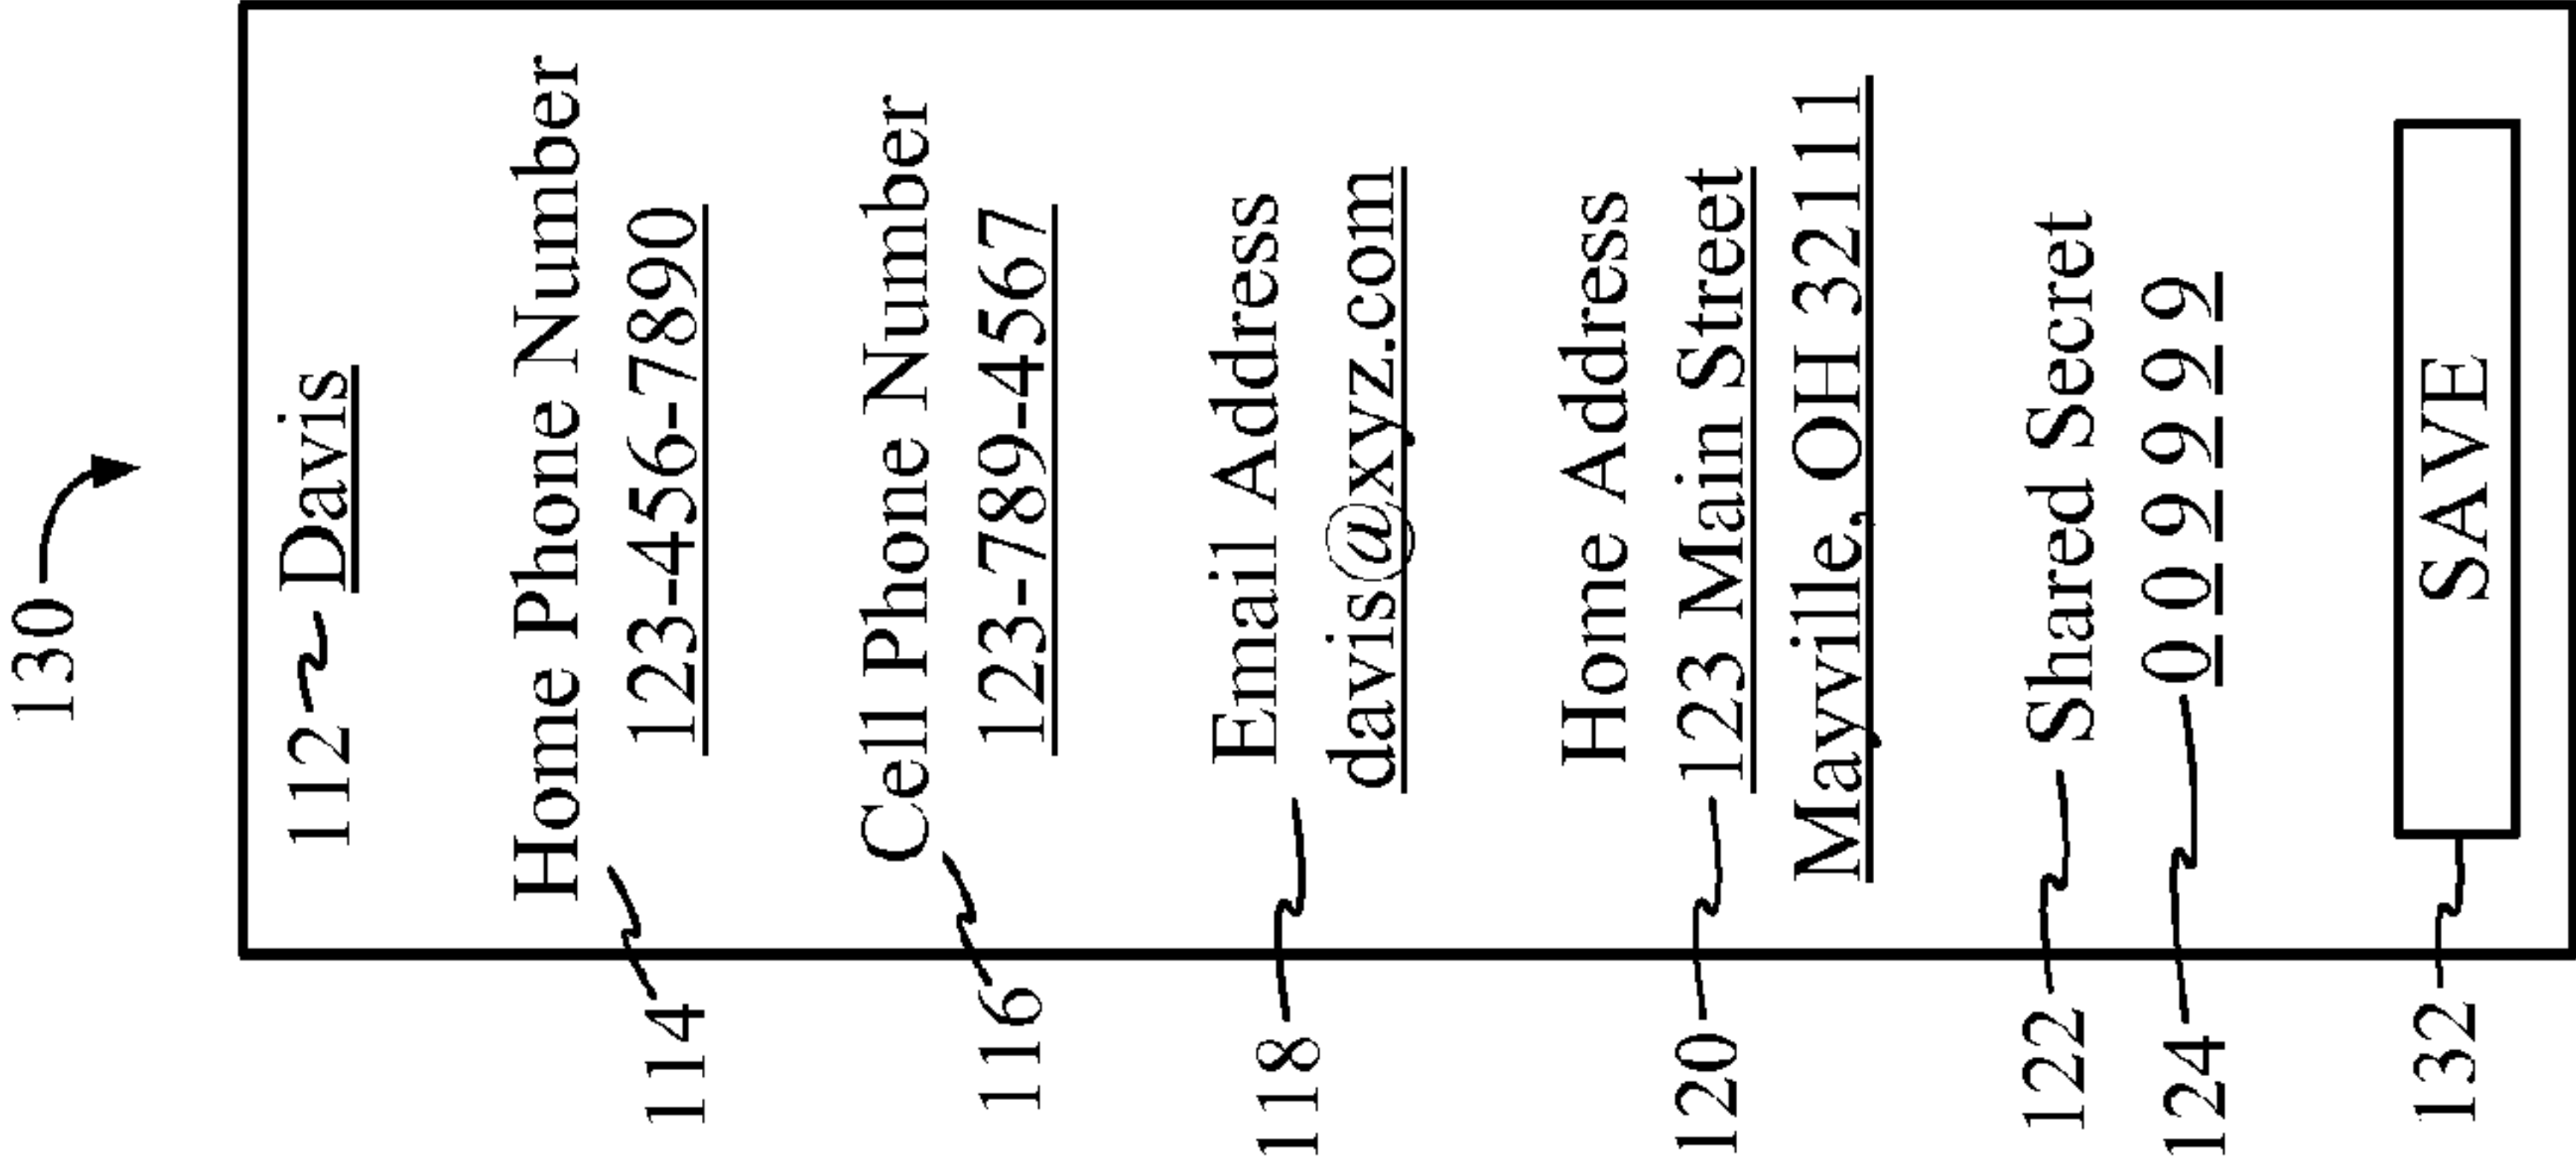 130
112 Davis
Home Phone Number
114
123-456-7890
Cell Phone Number
116
123-789-4567
118 Email Address
davis@xyz.com
Home Address
120 123 Main Street
Mayville, OH 32111
122 Shared Secret
124 0 0 9 9 9 9
132 SAVE